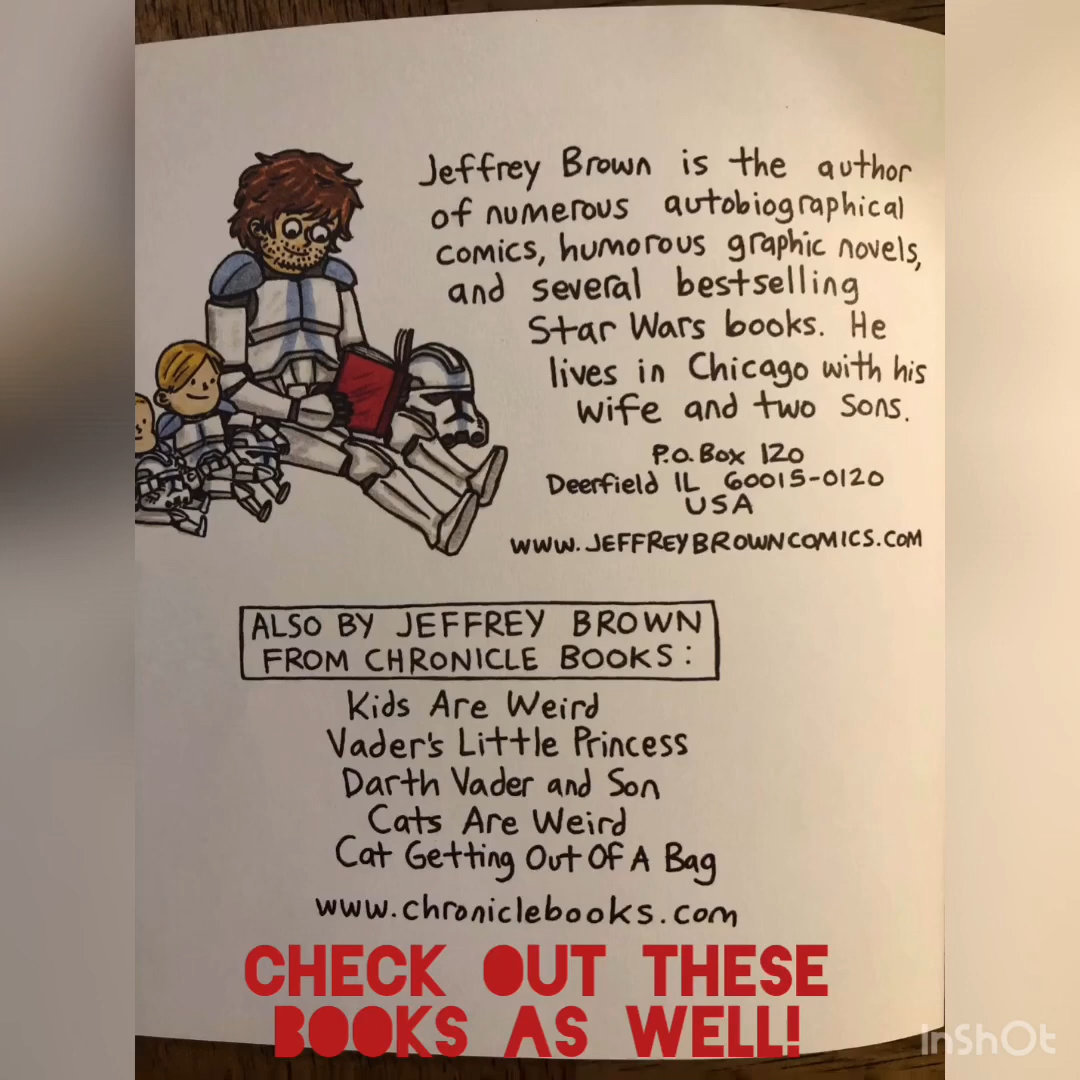 Jeffrey Brown is the author
of numerous autobiographical
comics, humorous graphic novels,
and several bestselling
Star Wars books. He
lives in Chicago with his
wife and two sons.
P.O. Box 120
Deerfield IL 60015-0120
USA
WWW.JEFFREYBROWNCOMICS.COM
ALSO BY JEFFREY BROWN
FROM CHRONICLE BOOKS:
Kids Are Weird
Vader's Little Princess
Darth Vader and Son
Cats Are Weird
Cat Getting Out Of A Bag
www.chroniclebooks.com
CHECK OUT THESE
BOOKS AS WELL!
InShOt